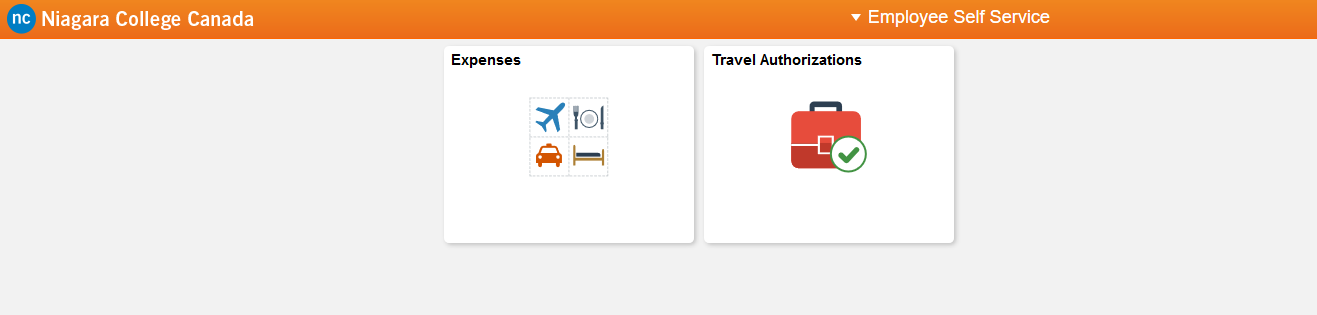 nc Niagara College Canada
Employee Self Service
Expenses
Travel Authorizations